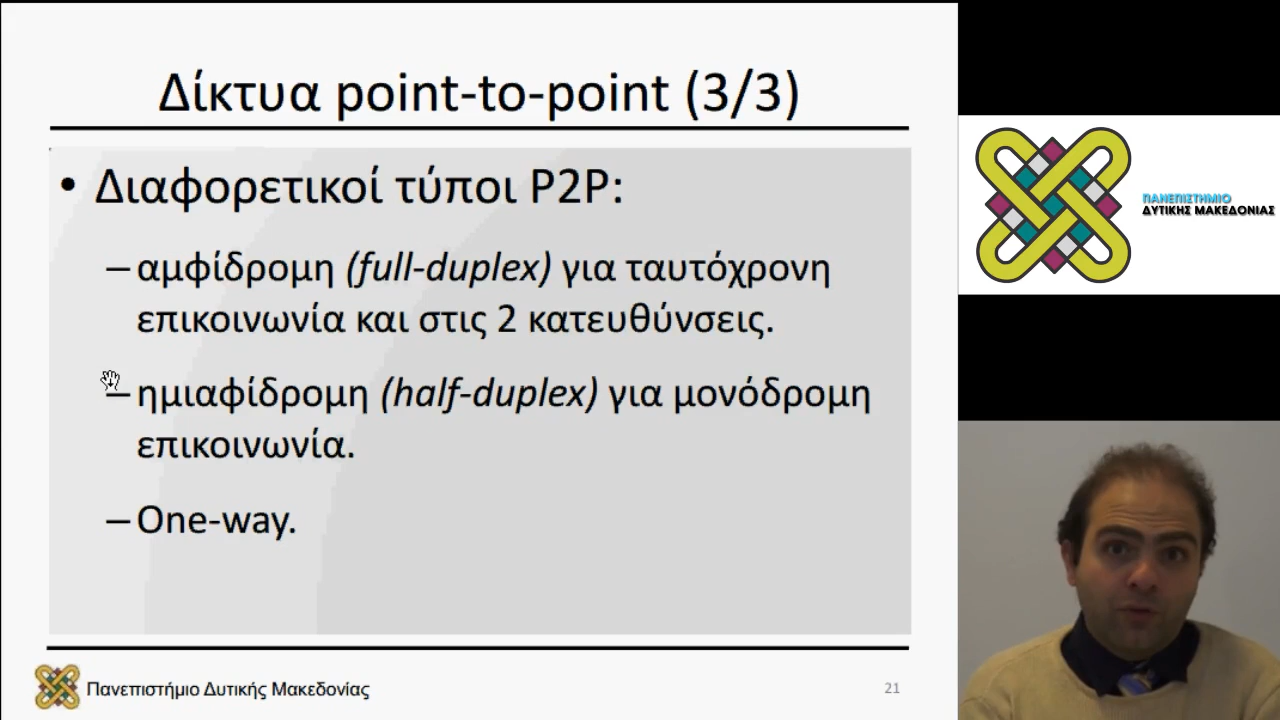 Δίκτυα point-to-point (3/3)
• Διαφορετικοί τύποι P2P:
– αμφίδρομη (full-duplex) για ταυτόχρονη
επικοινωνία και στις 2 κατευθύνσεις.
– ημιαφίδρομη (half-duplex) για μονόδρομη
επικοινωνία.
– One-way.
Πανεπιστήμιο Δυτικής Μακεδονίας
21
ΠΑΝΕΠΙΣΤΗΜΙΟ
ΔΥΤΙΚΗΣ ΜΑΚΕΔΟΝΙΑΣ